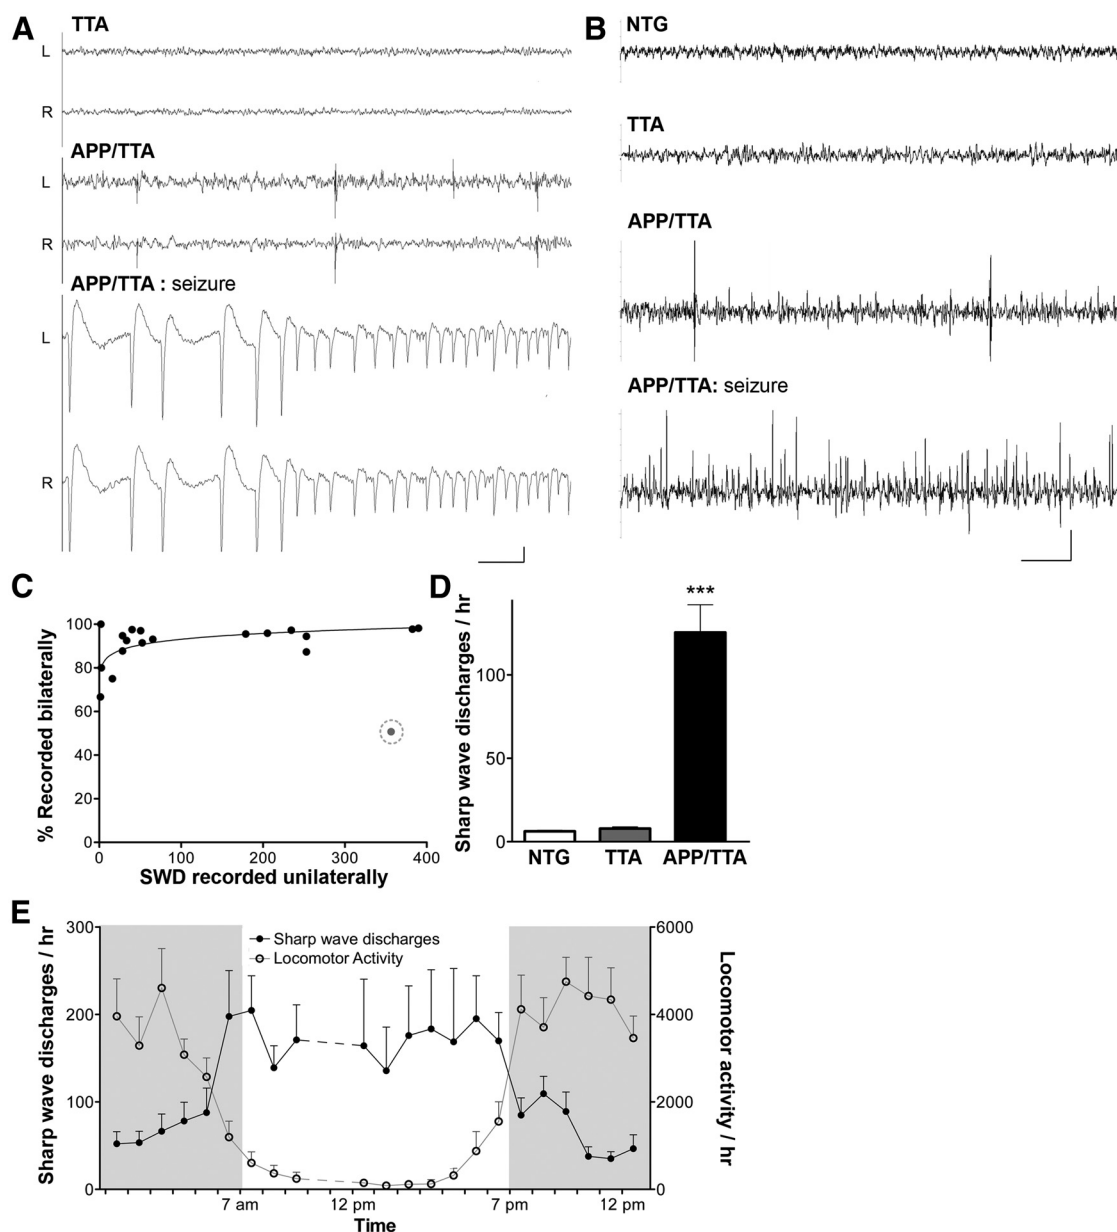 A
TTA
L
R
APP/TTA
L
R
APP/TTA : seizure
L
R
B
NTG
TTA
APP/TTA
APP/TTA: seizure
C
% Recorded bilaterally
100
80
60
40
20
0
0 100 200 300 400
SWD recorded unilaterally
D
Sharp wave discharges / hr
100
50
0
***
NTG TTA APP/TTA
E
Sharp wave discharges / hr
300
200
100
0
Sharp wave discharges
Locomotor Activity
6000
4000
2000
0
Locomotor activity / hr
7 am 12 pm 7 pm 12 pm
Time